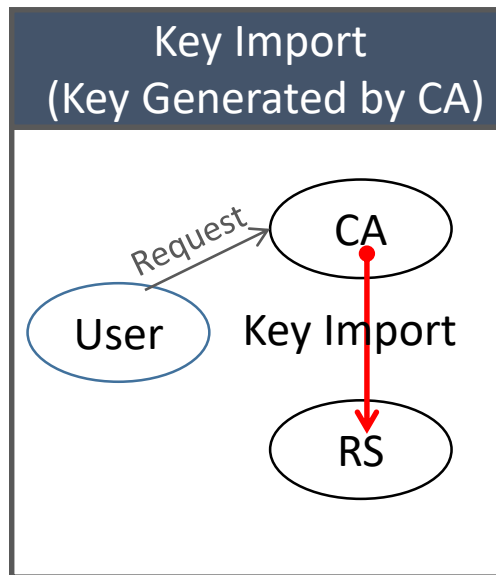 Key Import
(Key Generated by CA)
Request
CA
User
Key Import
RS